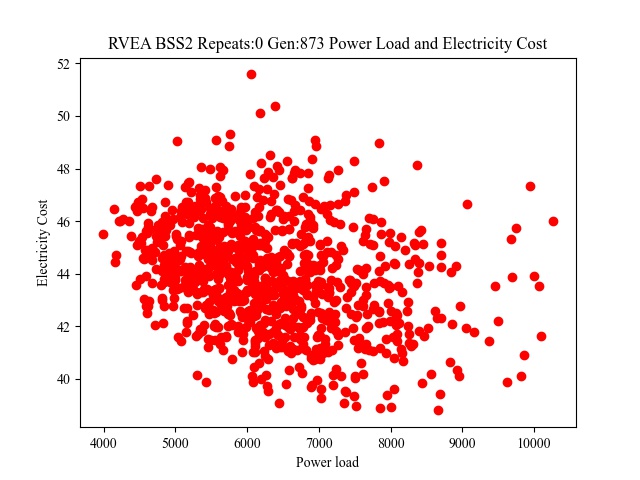 RVEA BSS2 Repeats:0 Gen:873 Power Load and Electricity Cost
52
50
48
46
44
42
40
Electricity Cost
4000 5000 6000 7000 8000 9000 10000
Power load